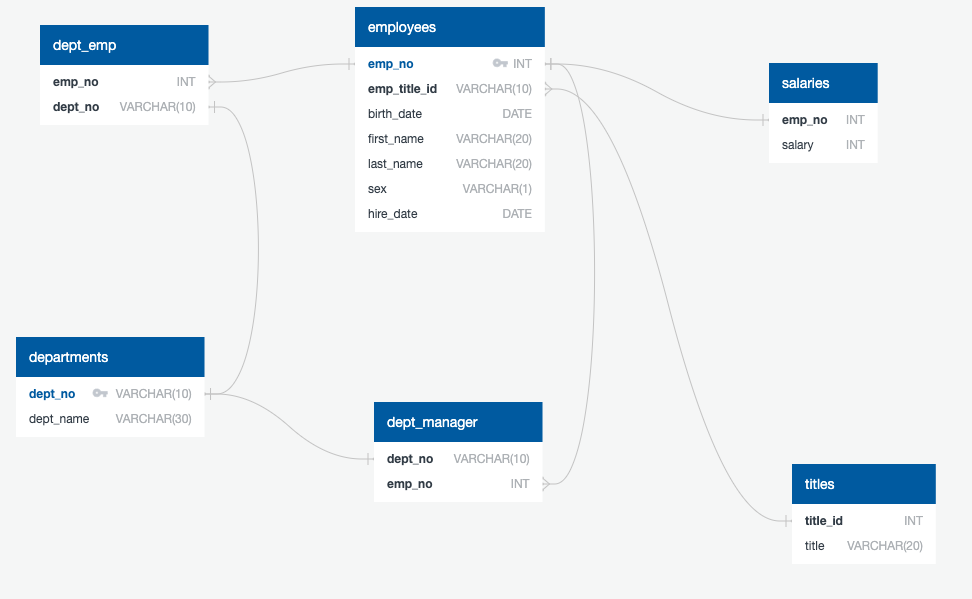 dept_emp
emp_no INT
dept_no VARCHAR(10)
employees
emp_no INT
emp_title_id VARCHAR(10)
birth_date DATE
first_name VARCHAR(20)
last_name VARCHAR(20)
sex VARCHAR(1)
hire_date DATE
salaries
emp_no INT
salary INT
departments
dept_no VARCHAR(10)
dept_name VARCHAR(30)
dept_manager
dept_no VARCHAR(10)
emp_no INT
titles
title_id INT
title VARCHAR(20)